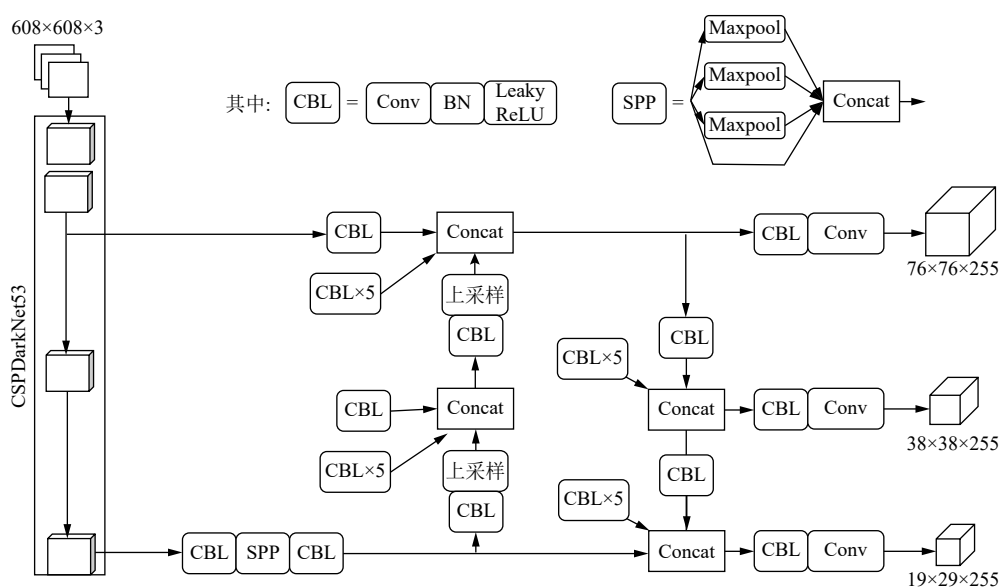 608×608×3
其中: CBL = Conv BN Leaky ReLU
SPP = Maxpool Maxpool Maxpool Concat
CSPDarkNet53
CBL Concat CBL Conv
76×76×255
CBL×5 上采样
CBL CBL
CBL×5
CBL Concat Concat CBL Conv
38×38×255
CBL×5 上采样 CBL
CBL CBL×5
CBL SPP CBL Concat CBL Conv
19×29×255